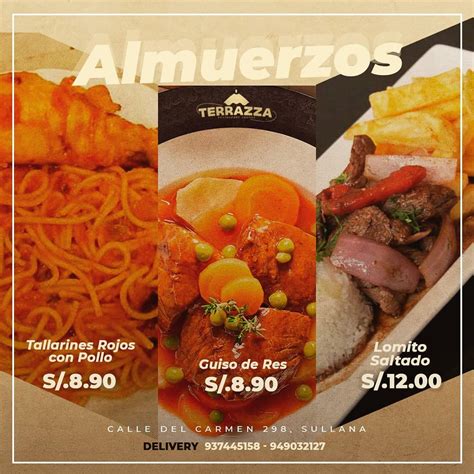 Almuerzos
TERRAZZA
Tallarines Rojos
con Pollo
S/.8.90
Guiso de Res
S/.8.90
Lomito
Saltado
S/.12.00
CALLE DEL CARMEN 298, SULLANA
DELIVERY 937445158 - 949032127